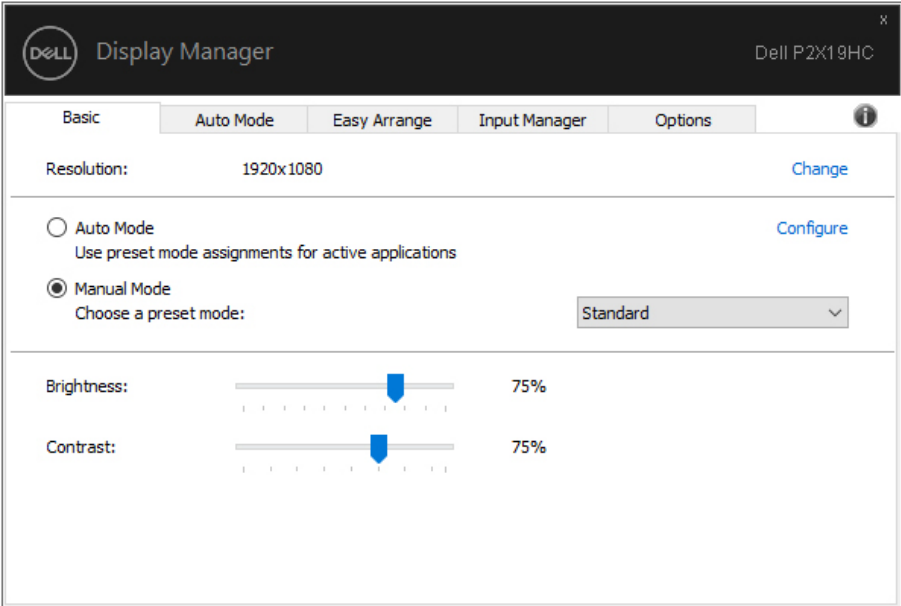 x
DELL Display Manager
Dell P2X19HC
Basic Auto Mode Easy Arrange Input Manager Options
Resolution: 1920x1080 Change
Auto Mode Configure
Use preset mode assignments for active applications
Manual Mode
Choose a preset mode: Standard
Brightness: 75%
Contrast: 75%